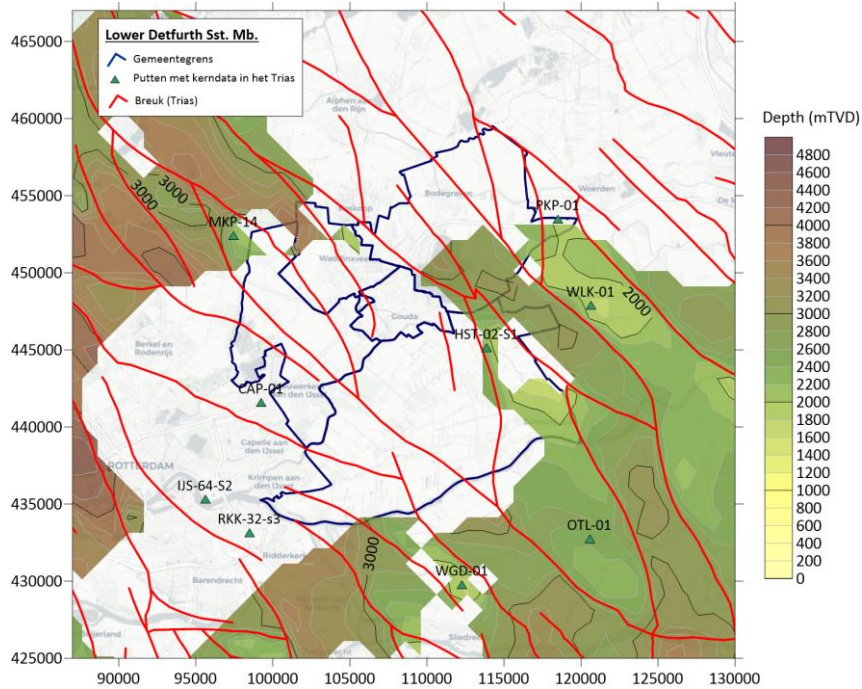 Lower Detfurth Sst. Mb.
Gemeentegrens
Putten met kerndata in het Trias
Breuk (Trias)
465000
460000
455000
450000
445000
440000
435000
430000
425000
90000
95000
100000
105000
110000
115000
120000
125000
130000
Depth (mTVD)
4800
4600
4400
4200
4000
3800
3600
3400
3200
3000
2800
2600
2400
2200
2000
1800
1600
1400
1200
1000
800
600
400
200
0
Alphen aan
den Rijn
3000
3000
Bodegraven
Woerden
PKP-01
MKP-14
WLK-01
2000
Gouda
HST-02-S1
Berkel en
Rodenrijs
CAP-01
den IJssel
Capelle aan
den IJssel
ROTTERDAM
Krimpen aan
den IJssel
IJS-64-S2
RKK-32-s3
Ridderkerk
3000
OTL-01
WGD-01
Barendrecht